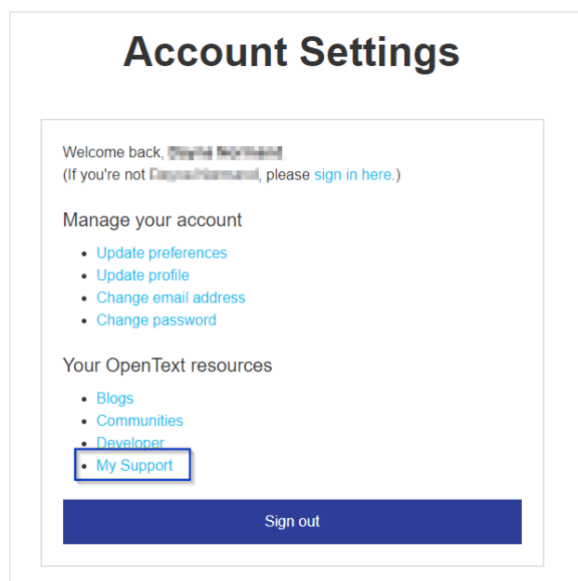 Account Settings
Welcome back,
(If you're not , please sign in here.)
Manage your account
Update preferences
Update profile
Change email address
Change password
Your OpenText resources
Blogs
Communities
Developer
My Support
Sign out